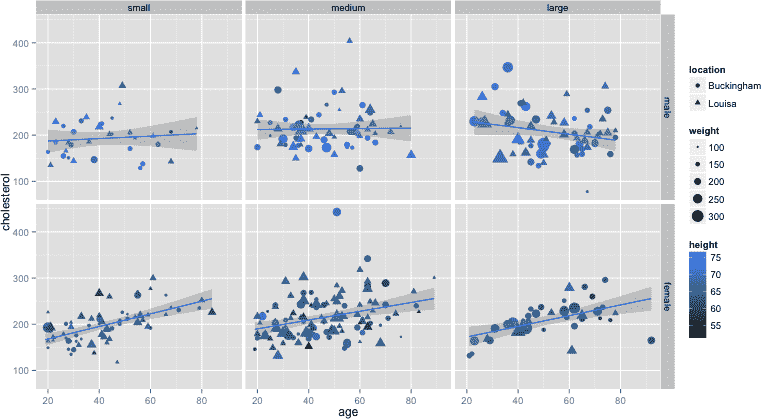 small medium large
400
300
200
100
male
400
300
200
100
female
20 40 60 80 20 40 60 80 20 40 60 80
age
cholesterol
location
Buckingham
Louisa
weight
100
150
200
250
300
height
75
70
65
60
55